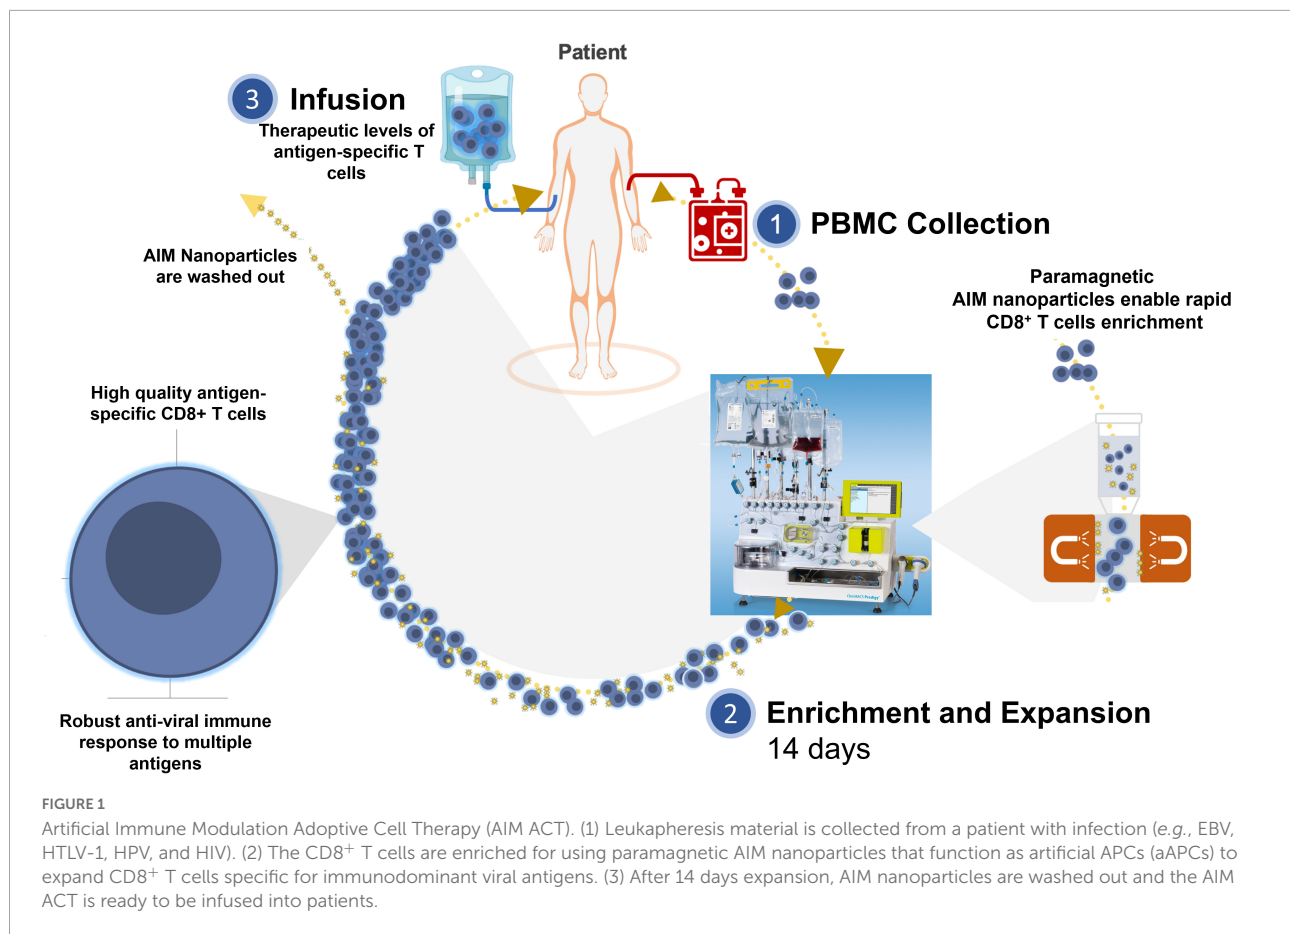 Patient
3 Infusion
Therapeutic levels of
antigen-specific T
cells
1 PBMC Collection
AIM Nanoparticles
are washed out
Paramagnetic
AIM nanoparticles enable rapid
CD8⁺ T cells enrichment
High quality antigen-
specific CD8+ T cells
Robust anti-viral immune
response to multiple
antigens
2 Enrichment and Expansion
14 days
FIGURE 1
Artificial Immune Modulation Adoptive Cell Therapy (AIM ACT). (1) Leukapheresis material is collected from a patient with infection (e.g., EBV,
HTLV-1, HPV, and HIV). (2) The CD8⁺ T cells are enriched for using paramagnetic AIM nanoparticles that function as artificial APCs (aAPCs) to
expand CD8⁺ T cells specific for immunodominant viral antigens. (3) After 14 days expansion, AIM nanoparticles are washed out and the AIM
ACT is ready to be infused into patients.